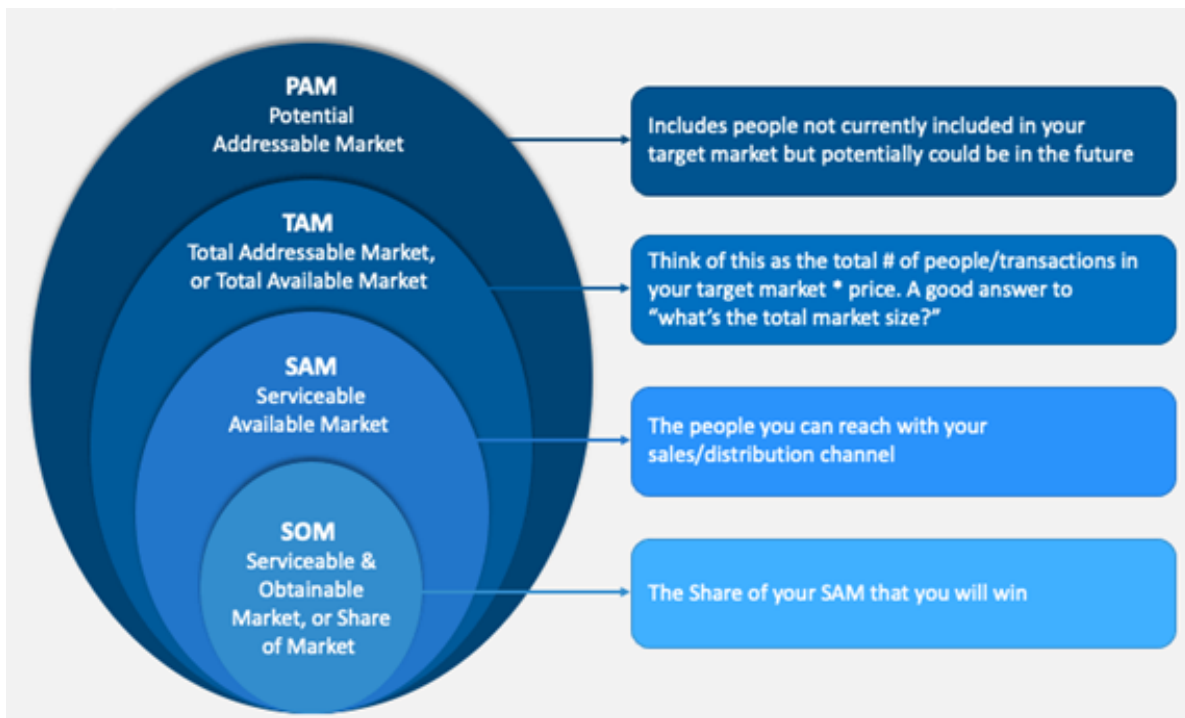 PAM
Potential
Addressable Market
Includes people not currently included in your
target market but potentially could be in the future
TAM
Total Addressable Market,
or Total Available Market
Think of this as the total # of people/transactions in
your target market * price. A good answer to
“what’s the total market size?”
SAM
Serviceable
Available Market
The people you can reach with your
sales/distribution channel
SOM
Serviceable &
Obtainable
Market, or Share
of Market
The Share of your SAM that you will win